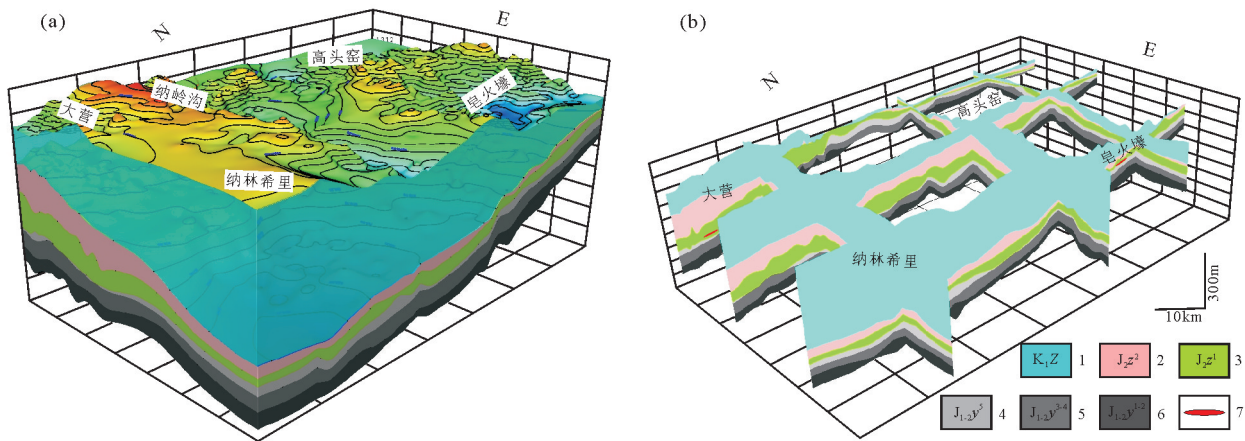 (a)
N
E
高头窑
纳岭沟
大营
皂火壕
纳林希里
(b)
N
E
高头窑
皂火壕
大营
纳林希里
300m
10km
K₁Z 1
J₂z² 2
J₂z¹ 3
J₁₋₂y⁵ 4
J₁₋₂y³⁻⁴ 5
J₁₋₂y¹⁻² 6
7